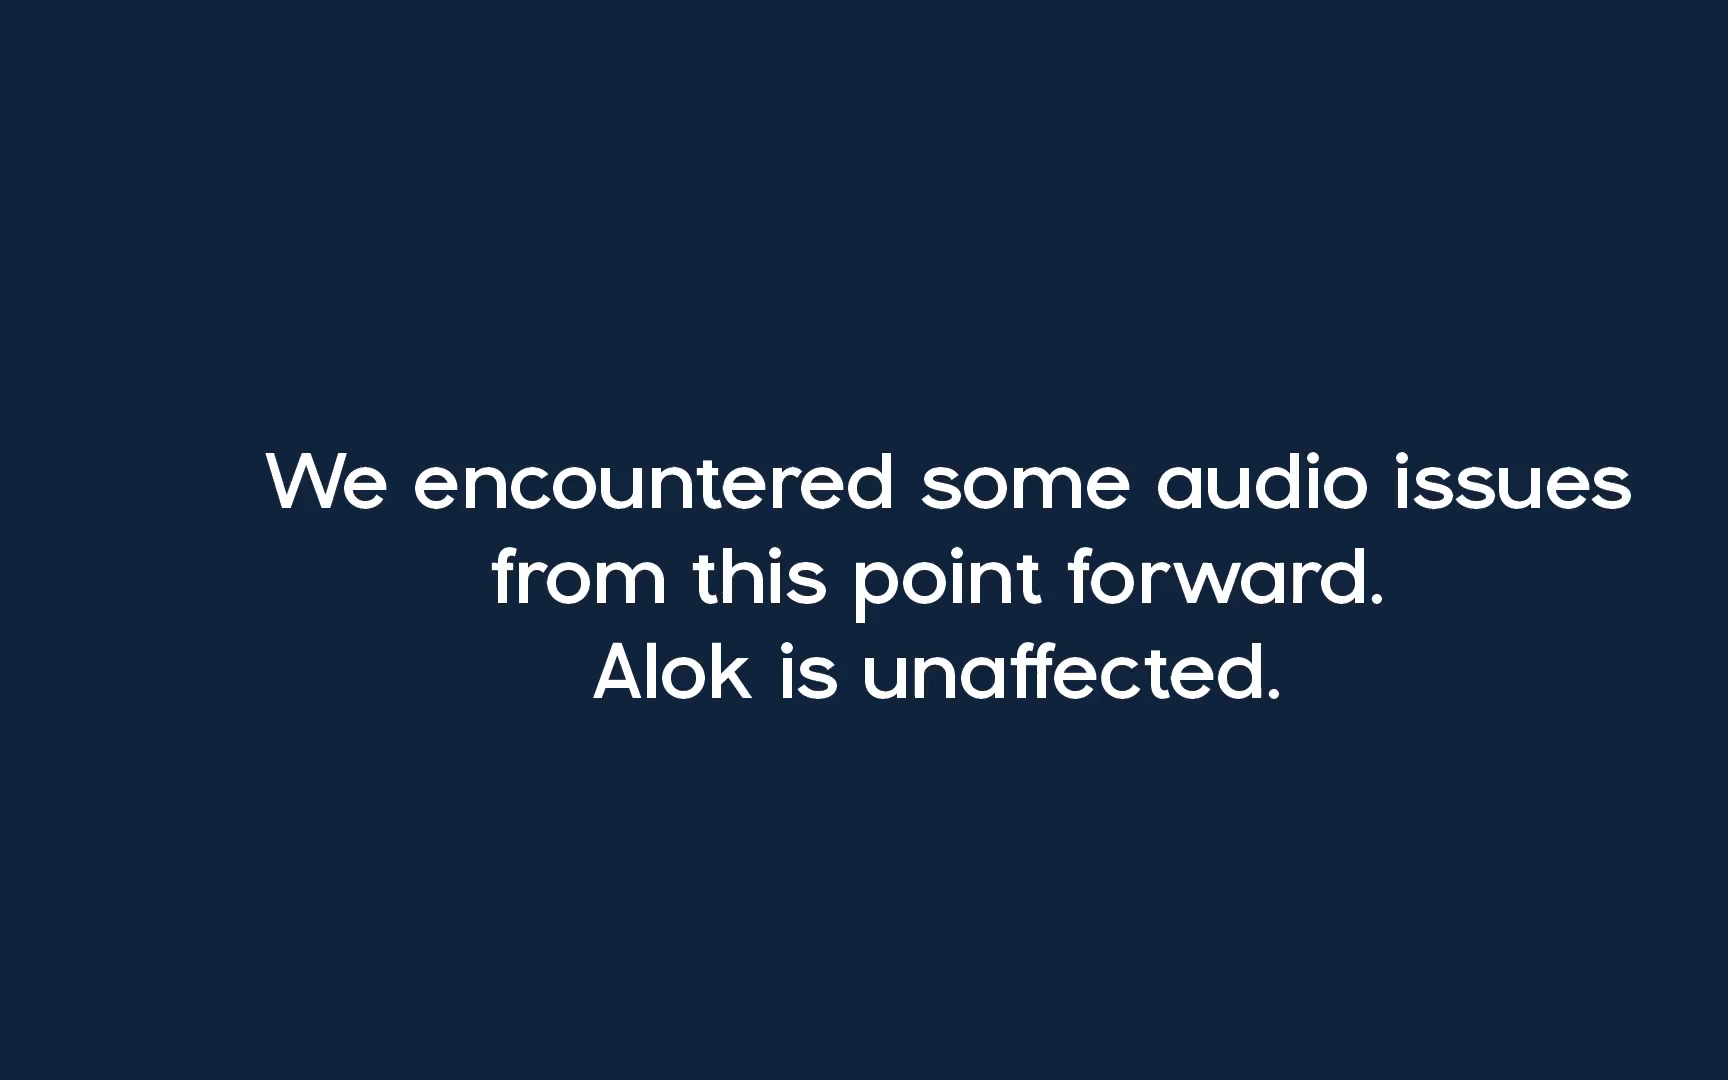 We encountered some audio issues
from this point forward.
Alok is unaffected.